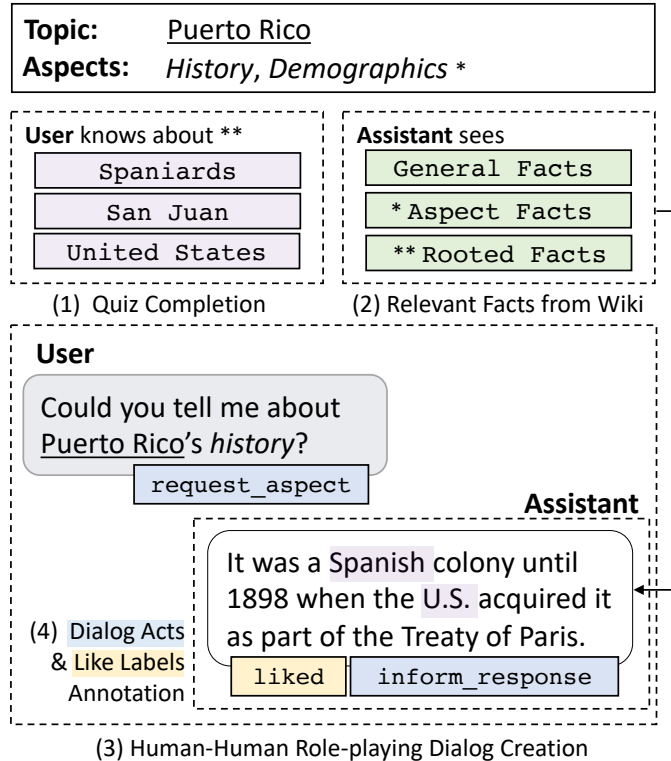 Topic: Puerto Rico
Aspects: History, Demographics *
User knows about **
Spaniards
San Juan
United States
(1) Quiz Completion
Assistant sees
General Facts
* Aspect Facts
** Rooted Facts
(2) Relevant Facts from Wiki
User
Could you tell me about
Puerto Rico's history?
request_aspect
Assistant
It was a Spanish colony until
1898 when the U.S. acquired it
as part of the Treaty of Paris.
liked
inform_response
(4) Dialog Acts
& Like Labels
Annotation
(3) Human-Human Role-playing Dialog Creation